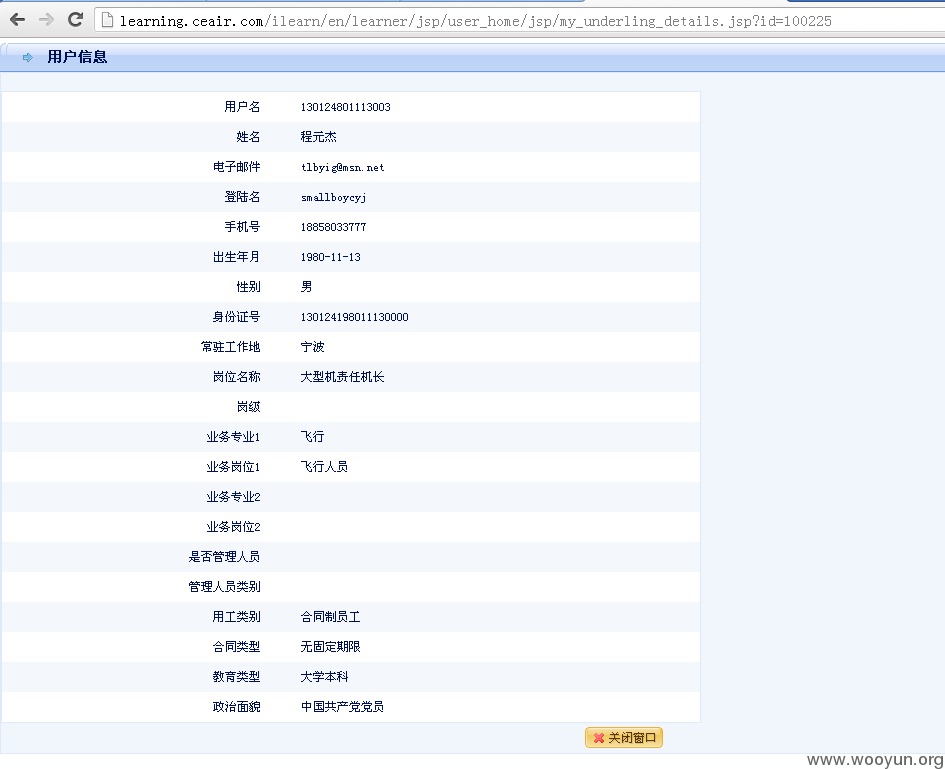 learning.ceair.com/ilearn/en/learner/jsp/user_home/jsp/my_underling_details.jsp?id=100225
用户信息
用户名 130124801113003
姓名 程元杰
电子邮件 tlbyig@msn.net
登陆名 smallboycyj
手机号 18858033777
出生年月 1980-11-13
性别 男
身份证号 130124198011130000
常驻工作地 宁波
岗位名称 大型机责任机长
岗级
业务专业1 飞行
业务岗位1 飞行人员
业务专业2
业务岗位2
是否管理人员
管理人员类别
用工类别 合同制员工
合同类型 无固定期限
教育类型 大学本科
政治面貌 中国共产党党员
关闭窗口
www.wooyun.org